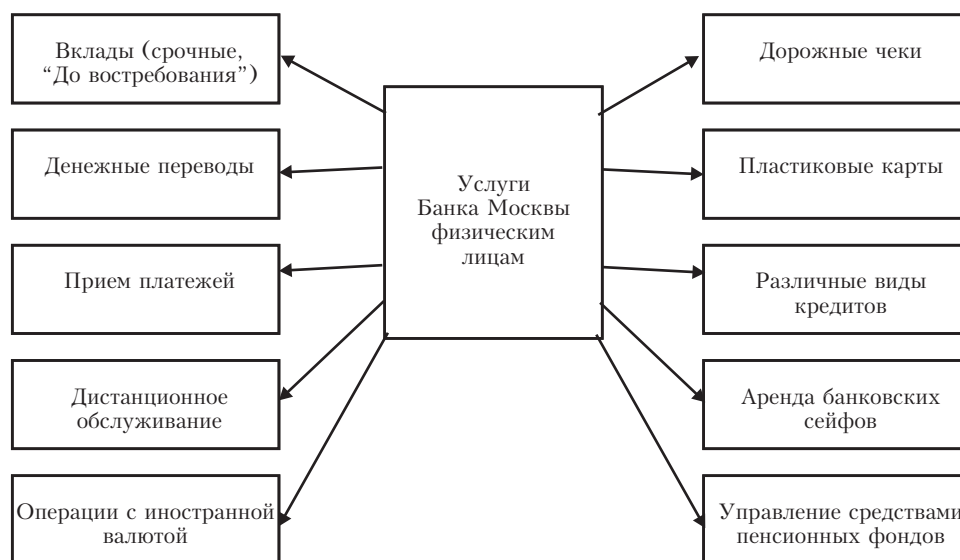 Вклады (срочные,
“До востребования”)
Денежные переводы
Прием платежей
Дистанционное
обслуживание
Операции с иностранной
валютой
Услуги
Банка Москвы
физическим
лицам
Дорожные чеки
Пластиковые карты
Различные виды
кредитов
Аренда банковских
сейфов
Управление средствами
пенсионных фондов